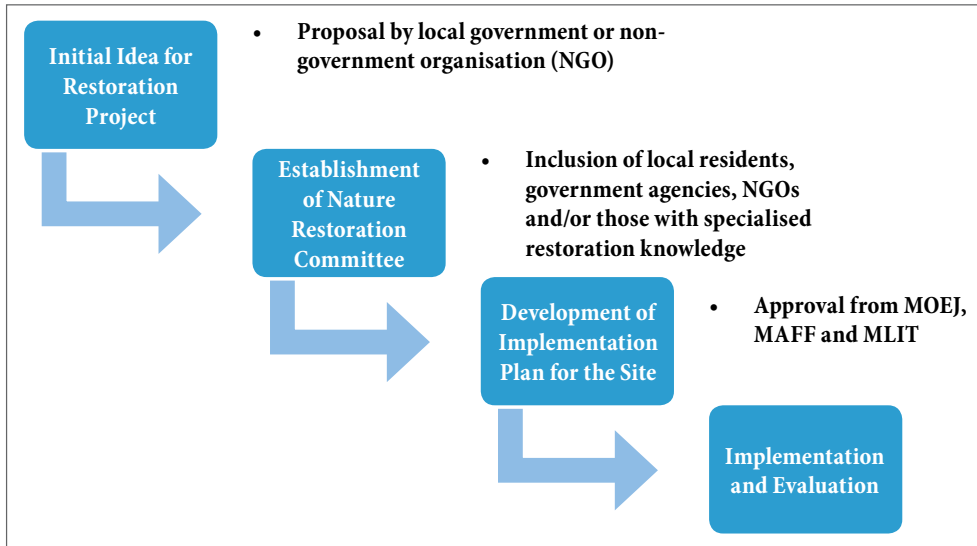 Initial Idea for
Restoration
Project
• Proposal by local government or non-
government organisation (NGO)
Establishment
of Nature
Restoration
Committee
• Inclusion of local residents,
government agencies, NGOs
and/or those with specialised
restoration knowledge
Development of
Implementation
Plan for the Site
• Approval from MOEJ,
MAFF and MLIT
Implementation
and Evaluation